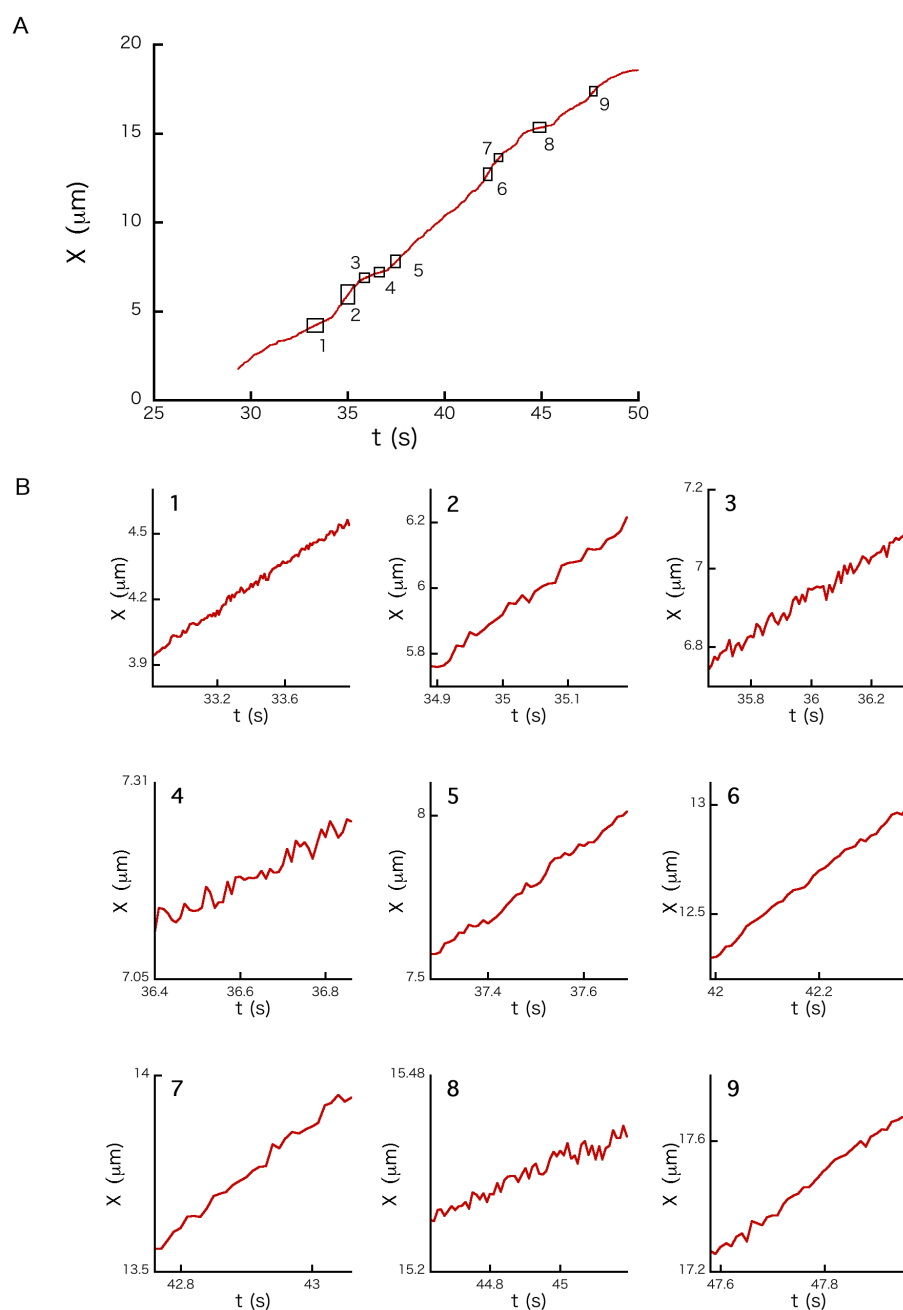 A
20
15
10
5
0
X (μm)
25 30 35 40 45 50
t (s)
1
2
3
4
5
6
7
8
9
B
1
4.5
4.2
3.9
X (μm)
33.2 33.6
t (s)
2
6.2
6
5.8
X (μm)
34.9 35 35.1
t (s)
3
7.2
7
6.8
X (μm)
35.8 36 36.2
t (s)
4
7.31
7.05
X (μm)
36.4 36.6 36.8
t (s)
5
8
7.5
X (μm)
37.4 37.6
t (s)
6
13
12.5
X (μm)
42 42.2
t (s)
7
14
13.5
X (μm)
42.8 43
t (s)
8
15.48
15.2
X (μm)
44.8 45
t (s)
9
17.6
17.2
X (μm)
47.6 47.8
t (s)